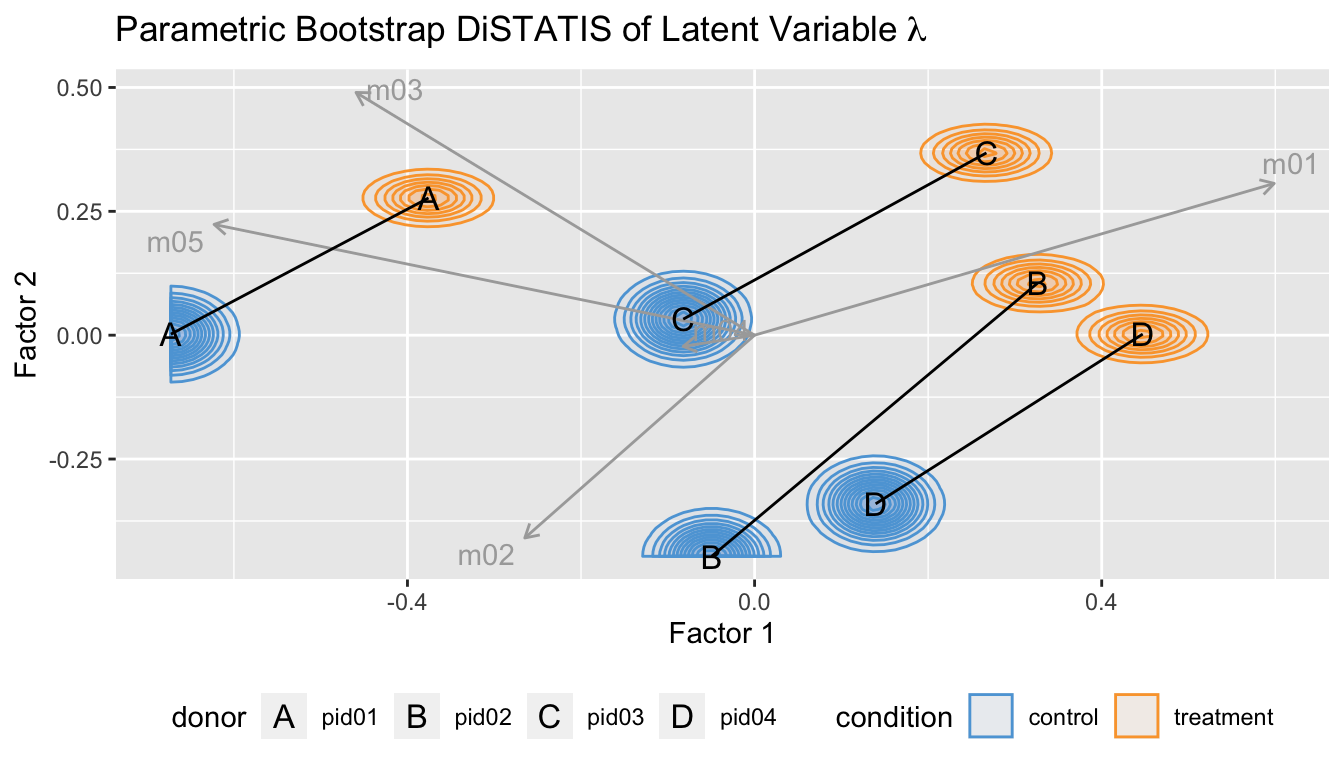 Parametric Bootstrap DiSTATIS of Latent Variable λ
0.50
0.25
0.00
-0.25
Factor 2
m03
m01
m05
m02
C
A
B
A
C
D
D
B
-0.4
0.0
0.4
Factor 1
donor A pid01 B pid02 C pid03 D pid04 condition control treatment